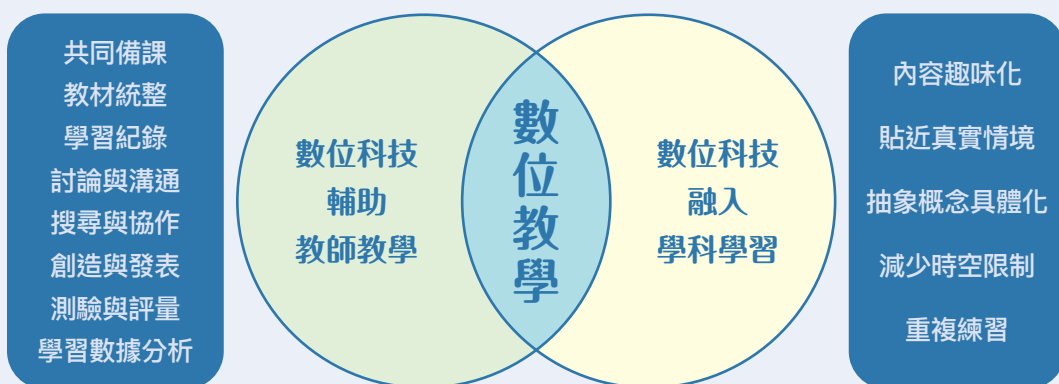 共同備課
教材統整
學習紀錄
討論與溝通
搜尋與協作
創造與發表
測驗與評量
學習數據分析
數位科技
輔助
教師教學
數位教學
數位科技
融入
學科學習
內容趣味化
貼近真實情境
抽象概念具體化
減少時空限制
重複練習